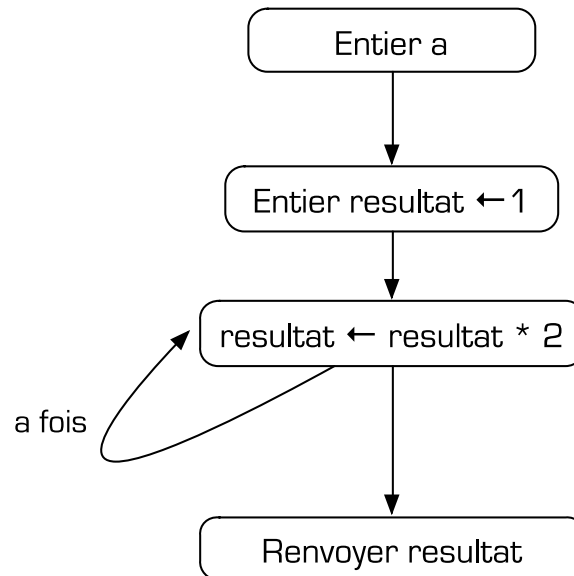 Entier a
Entier resultat ← 1
resultat ← resultat * 2
a fois
Renvoyer resultat